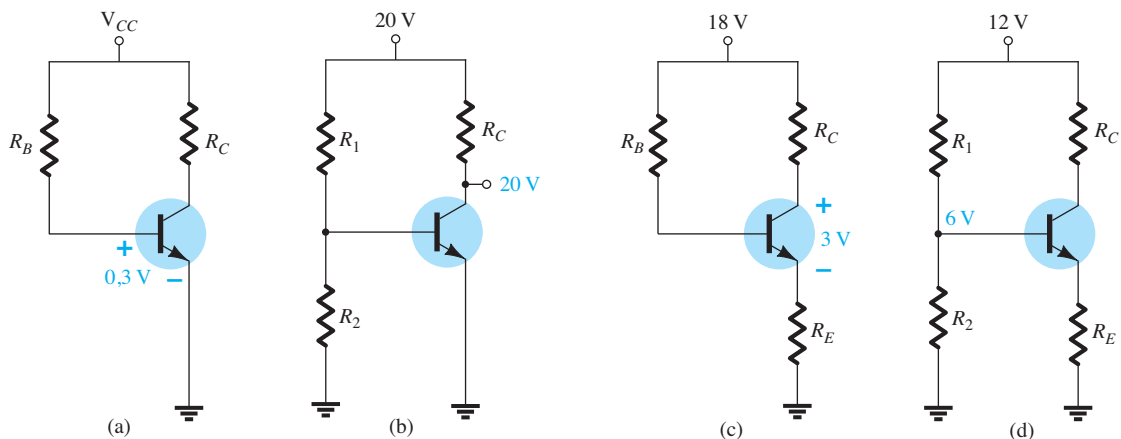 V_CC
R_B
R_C
+
0,3 V
−
(a)
20 V
R_1
R_C
20 V
R_2
(b)
18 V
R_B
R_C
+
3 V
−
R_E
(c)
12 V
R_1
R_C
6 V
R_2
R_E
(d)